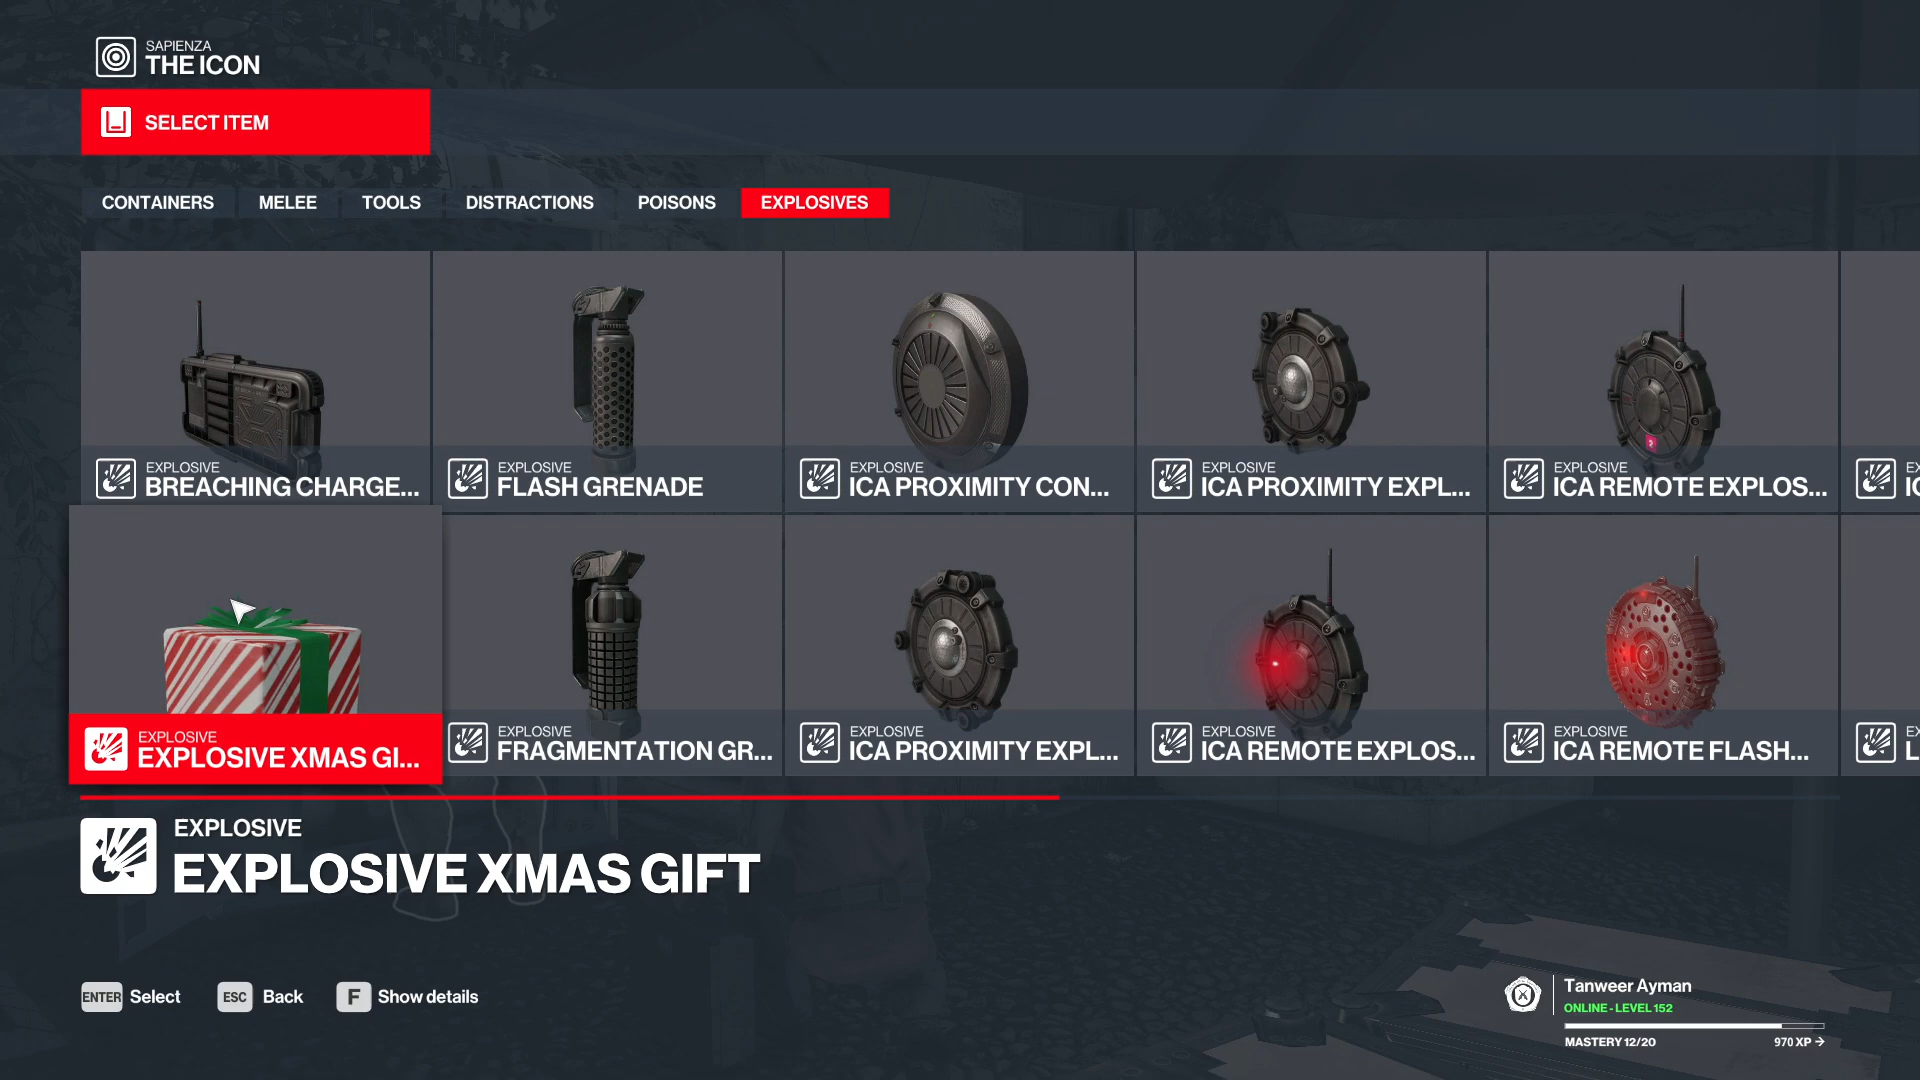 SAPIENZA
THE ICON
SELECT ITEM
CONTAINERS MELEE TOOLS DISTRACTIONS POISONS EXPLOSIVES
EXPLOSIVE
BREACHING CHARGE...
EXPLOSIVE
FLASH GRENADE
EXPLOSIVE
ICA PROXIMITY CON...
EXPLOSIVE
ICA PROXIMITY EXPL...
EXPLOSIVE
ICA REMOTE EXPLOS...
EXPLOSIVE
EXPLOSIVE XMAS GI...
EXPLOSIVE
FRAGMENTATION GR...
EXPLOSIVE
ICA PROXIMITY EXPL...
EXPLOSIVE
ICA REMOTE EXPLOS...
EXPLOSIVE
ICA REMOTE FLASH...
EXPLOSIVE
EXPLOSIVE XMAS GIFT
ENTER Select ESC Back F Show details
Tanweer Ayman
ONLINE - LEVEL 152
MASTERY 12/20 970 XP →